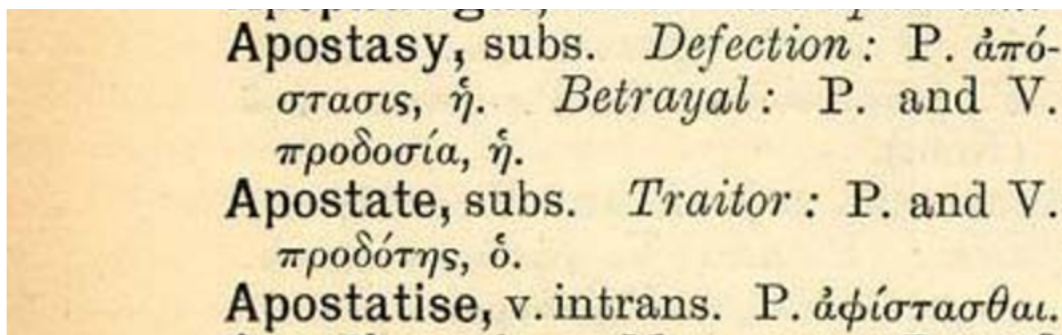 Apostasy, subs. Defection: P. ἀπό-
στασις, ἡ. Betrayal: P. and V.
προδοσία, ἡ.
Apostate, subs. Traitor: P. and V.
προδότης, ὁ.
Apostatise, v. intrans. P. ἀφίστασθαι.